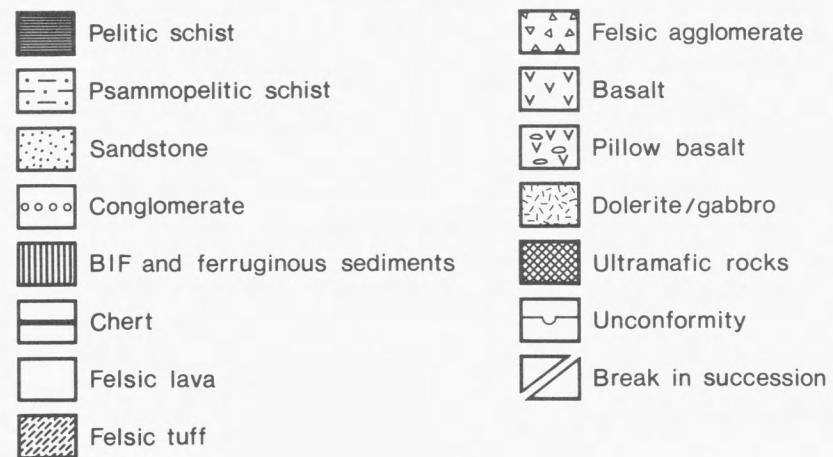 Pelitic schist
Psammopelitic schist
Sandstone
Conglomerate
BIF and ferruginous sediments
Chert
Felsic lava
Felsic tuff
Felsic agglomerate
Basalt
Pillow basalt
Dolerite/gabbro
Ultramafic rocks
Unconformity
Break in succession